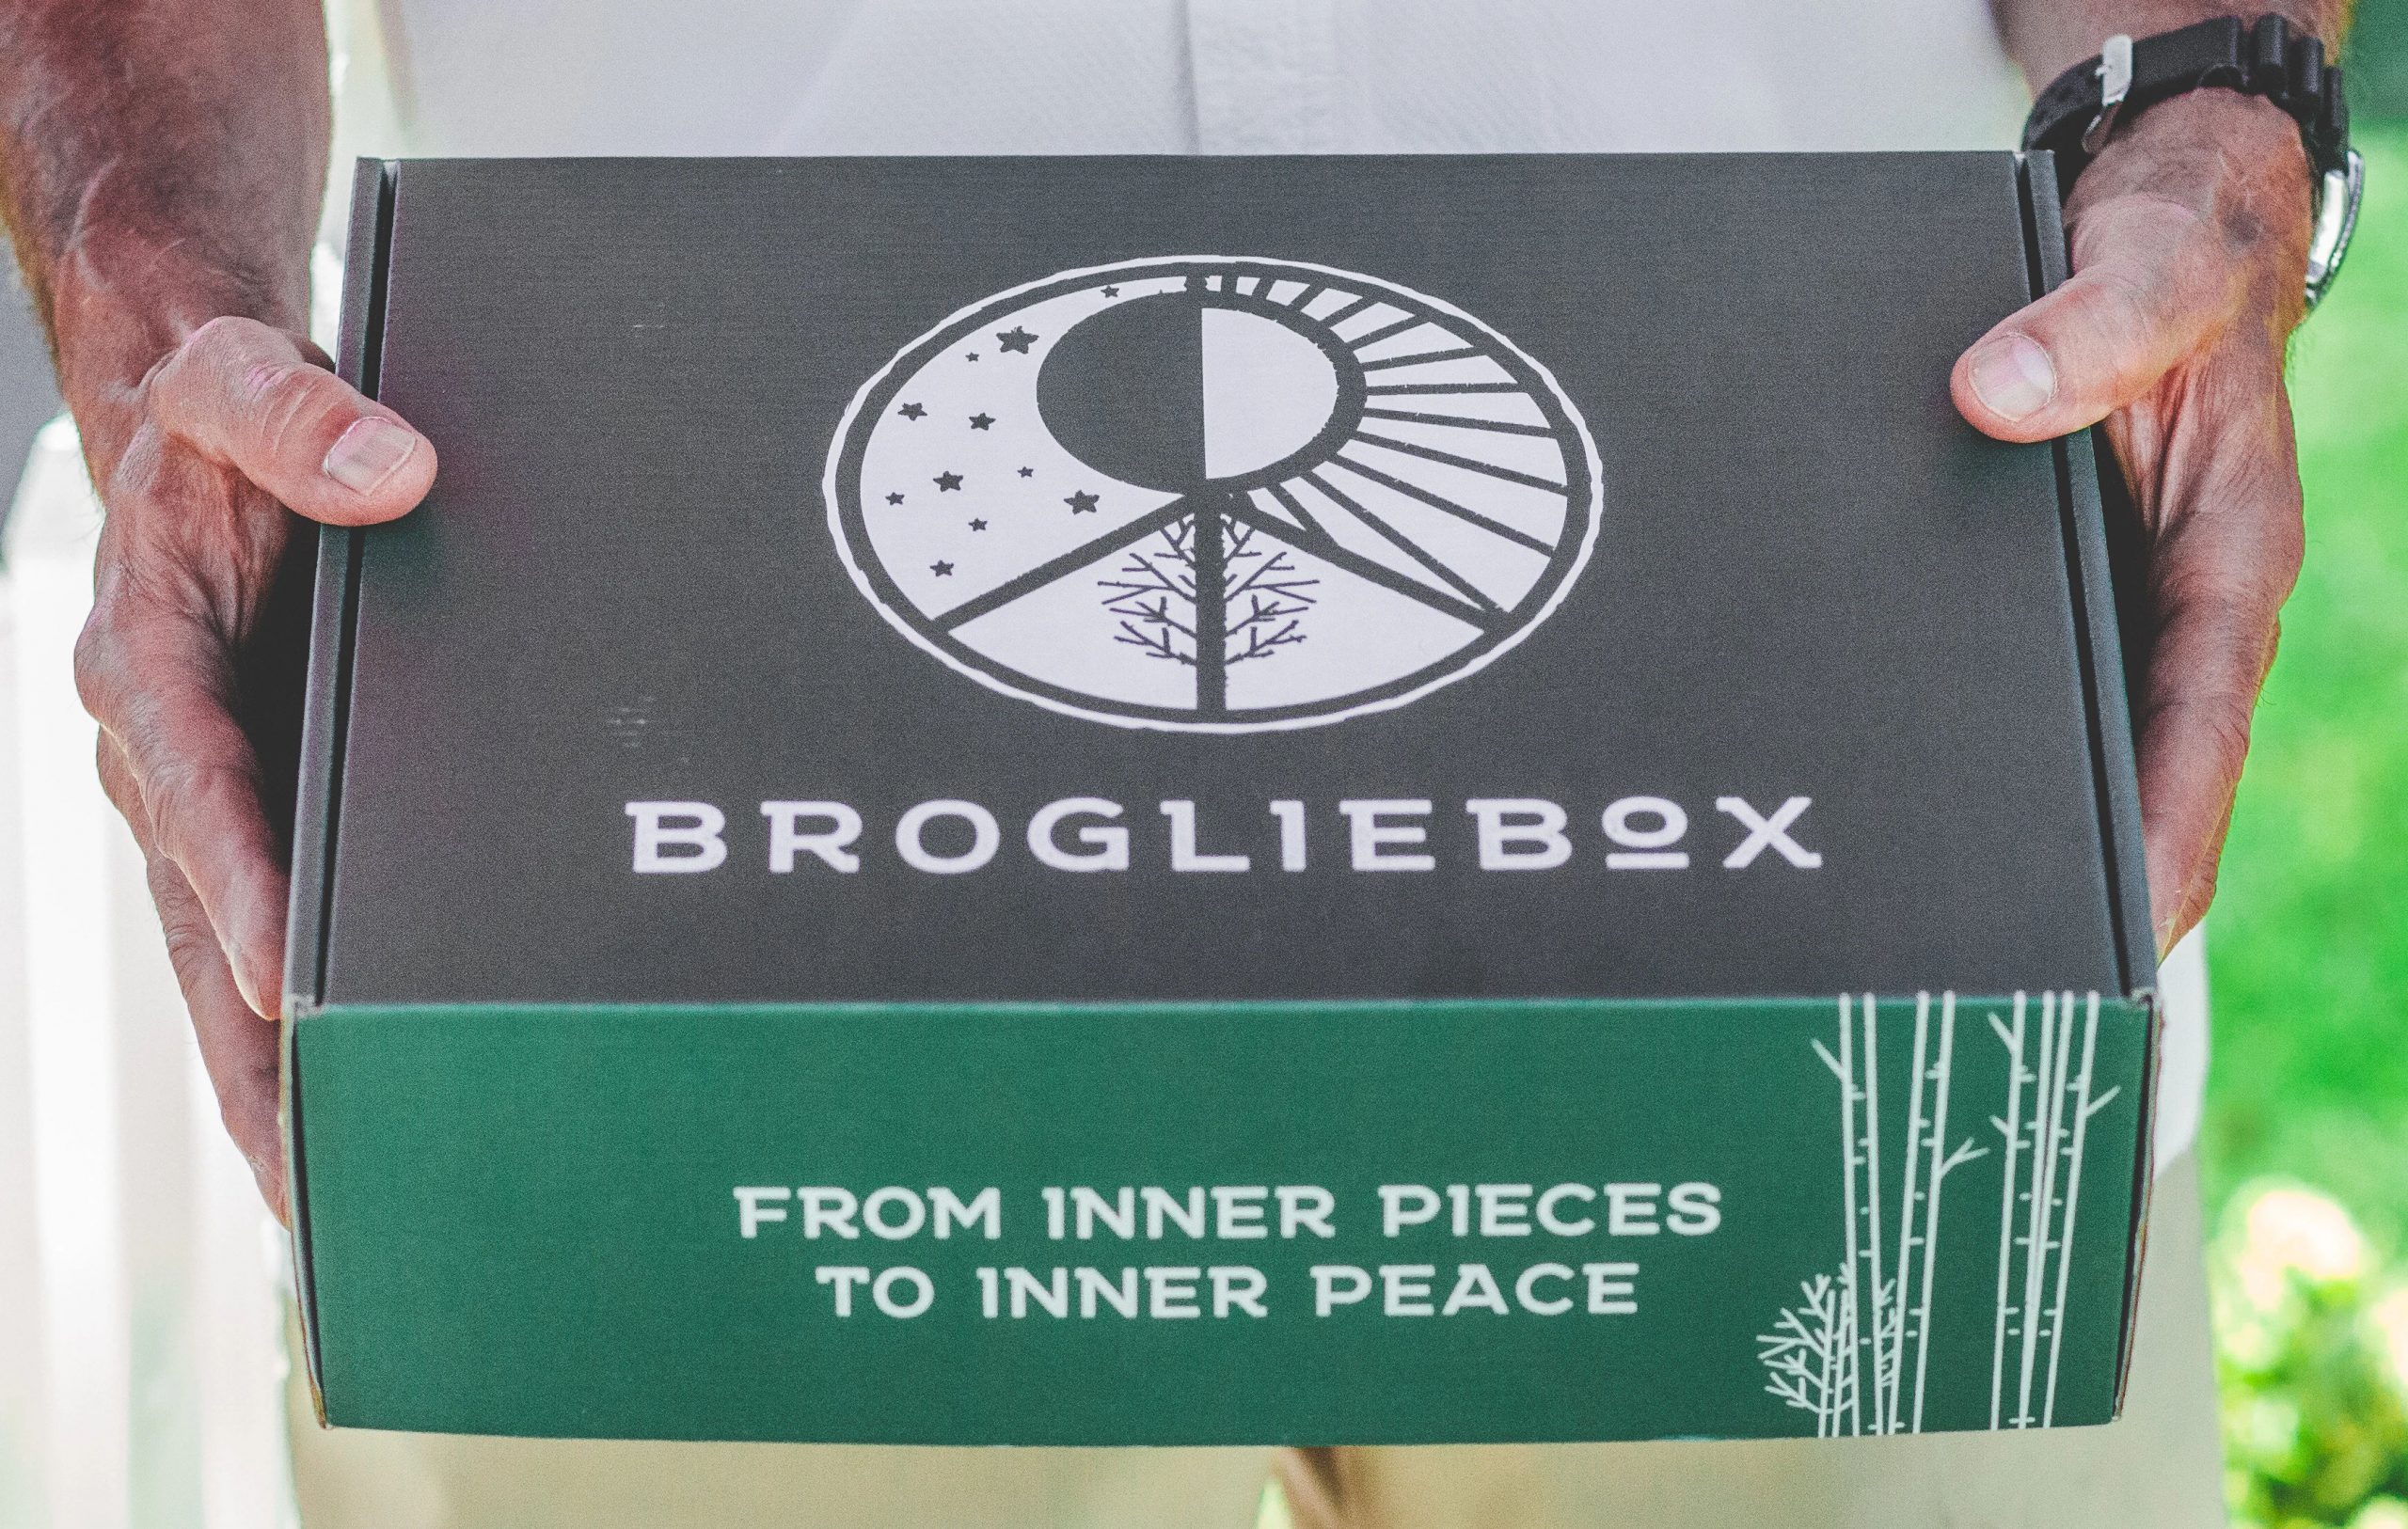 BROGLIEBOX
FROM INNER PIECES
TO INNER PEACE